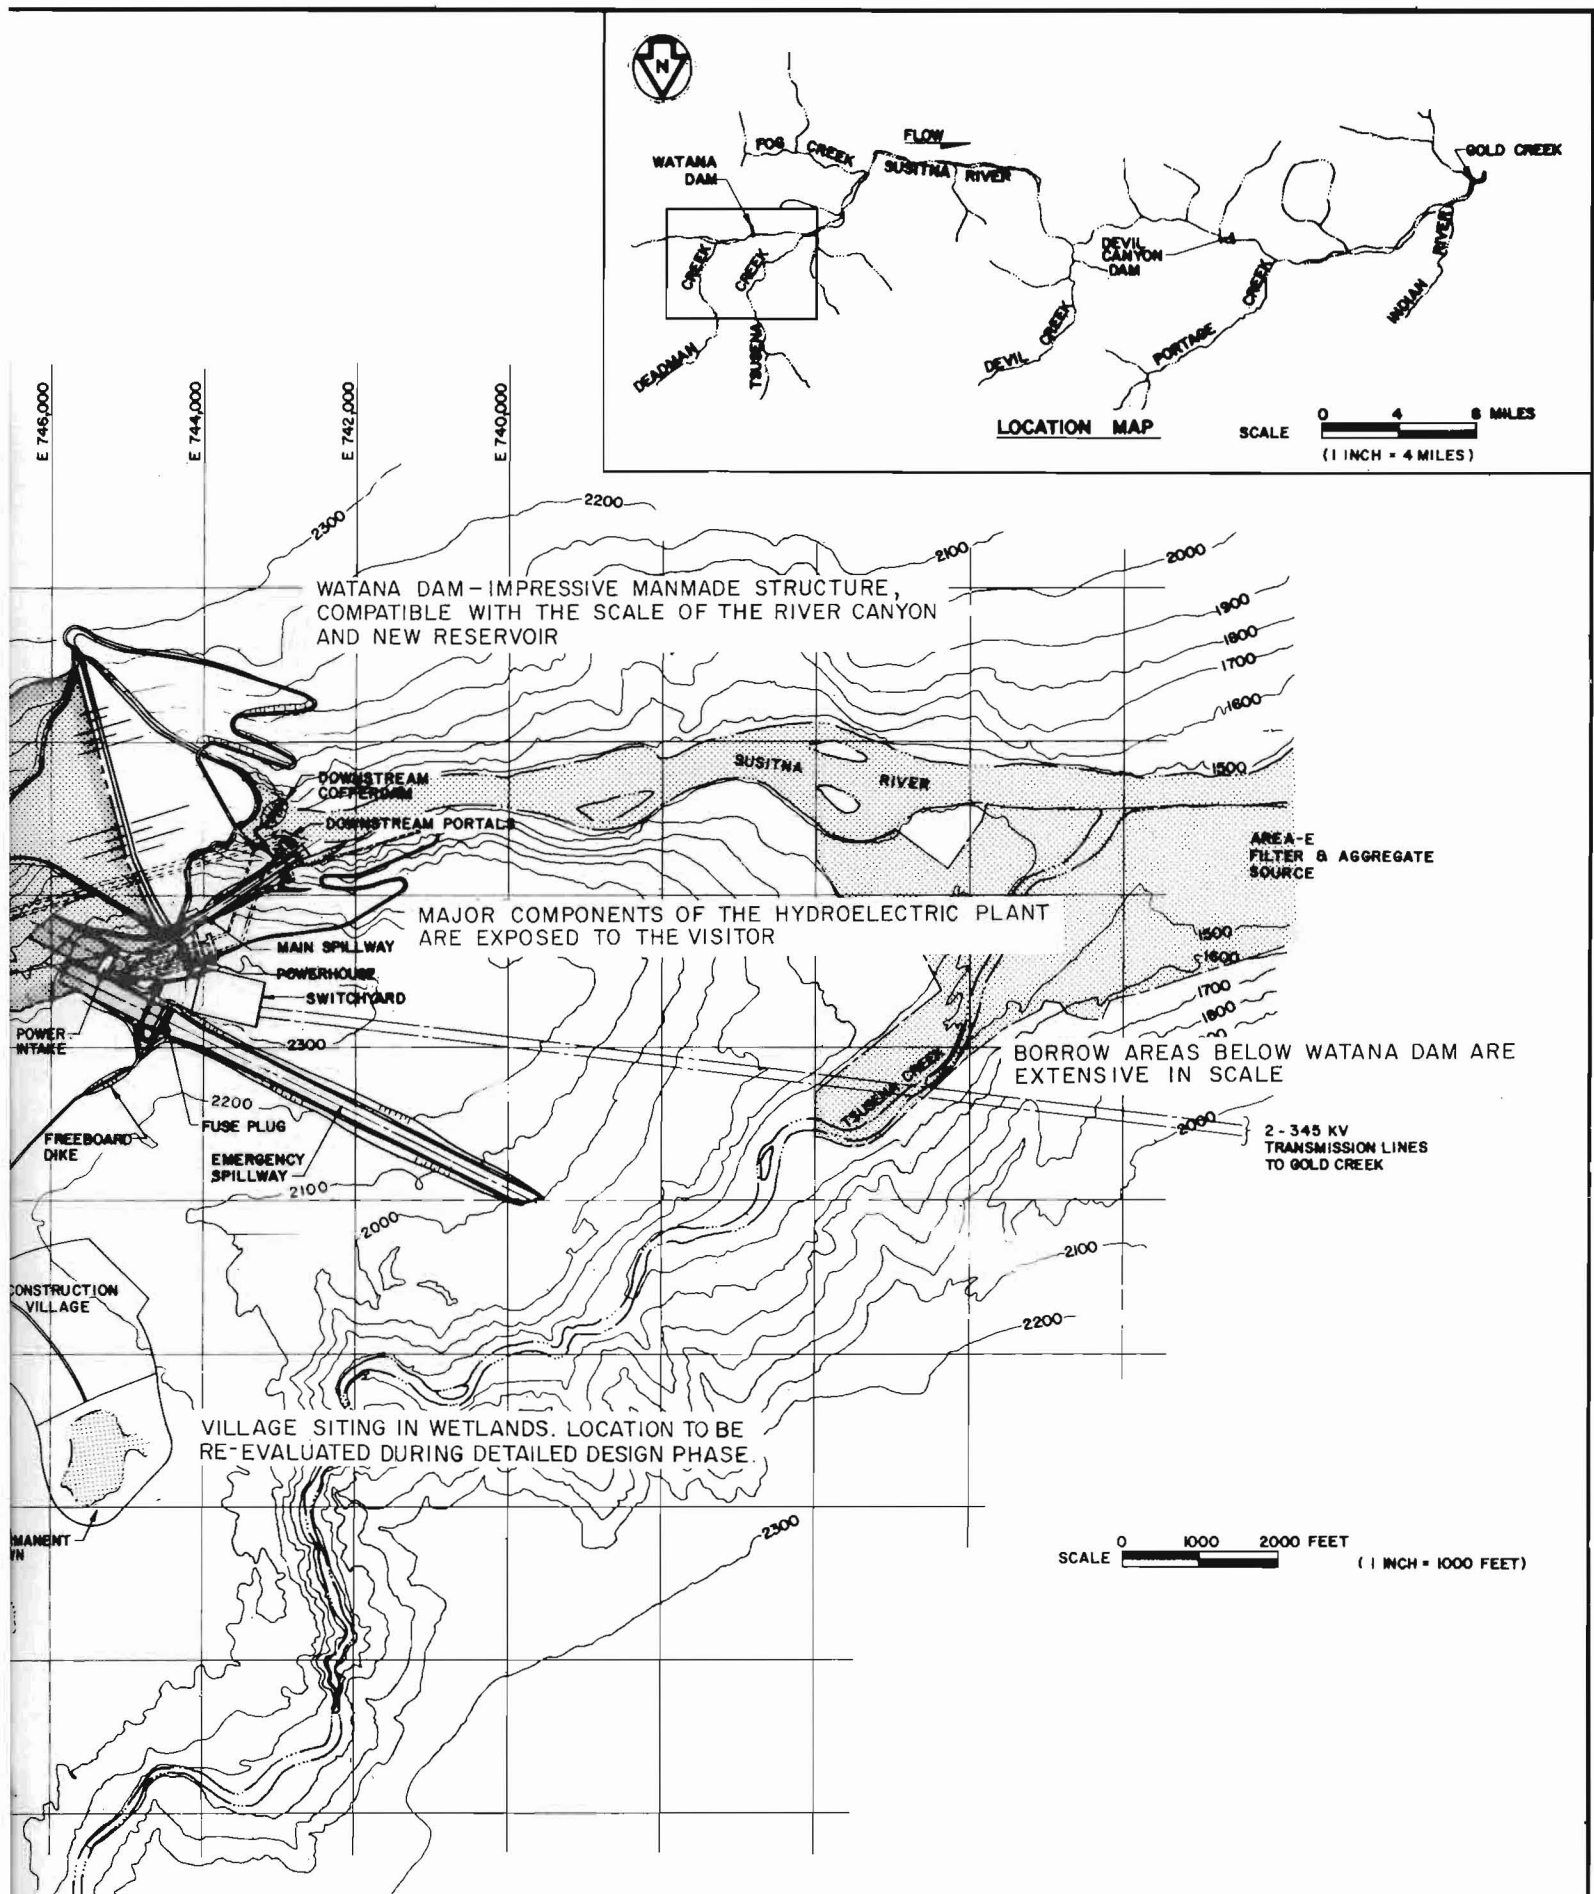 N
FOG CREEK
FLOW
SUSITNA RIVER
WATANA
DAM
GOLD CREEK
DEVIL
CANYON
DAM
CREEK
CREEK
DEADMAN
TSUSENA
DEVIL CREEK
PORTAGE CREEK
INDIAN RIVER
LOCATION MAP
SCALE
0 4 8 MILES
(1 INCH = 4 MILES)
E 746,000
E 744,000
E 742,000
E 740,000
2300
2200
2100
2000
WATANA DAM - IMPRESSIVE MANMADE STRUCTURE,
COMPATIBLE WITH THE SCALE OF THE RIVER CANYON
AND NEW RESERVOIR
1900
1800
1700
1600
1500
SUSITNA RIVER
DOWNSTREAM
COFFERDAM
DOWNSTREAM PORTALS
AREA-E
FILTER & AGGREGATE
SOURCE
MAJOR COMPONENTS OF THE HYDROELECTRIC PLANT
ARE EXPOSED TO THE VISITOR
MAIN SPILLWAY
POWERHOUSE
SWITCHYARD
1500
1600
1700
1800
POWER
INTAKE
2300
BORROW AREAS BELOW WATANA DAM ARE
EXTENSIVE IN SCALE
TSUSENA CREEK
2200
FUSE PLUG
FREEBOARD
DIKE
EMERGENCY
SPILLWAY
2100
2000
2000
2 - 345 KV
TRANSMISSION LINES
TO GOLD CREEK
2100
2200
CONSTRUCTION
VILLAGE
VILLAGE SITING IN WETLANDS. LOCATION TO BE
RE-EVALUATED DURING DETAILED DESIGN PHASE.
MANENT
WN
2300
SCALE
0 1000 2000 FEET
(1 INCH = 1000 FEET)